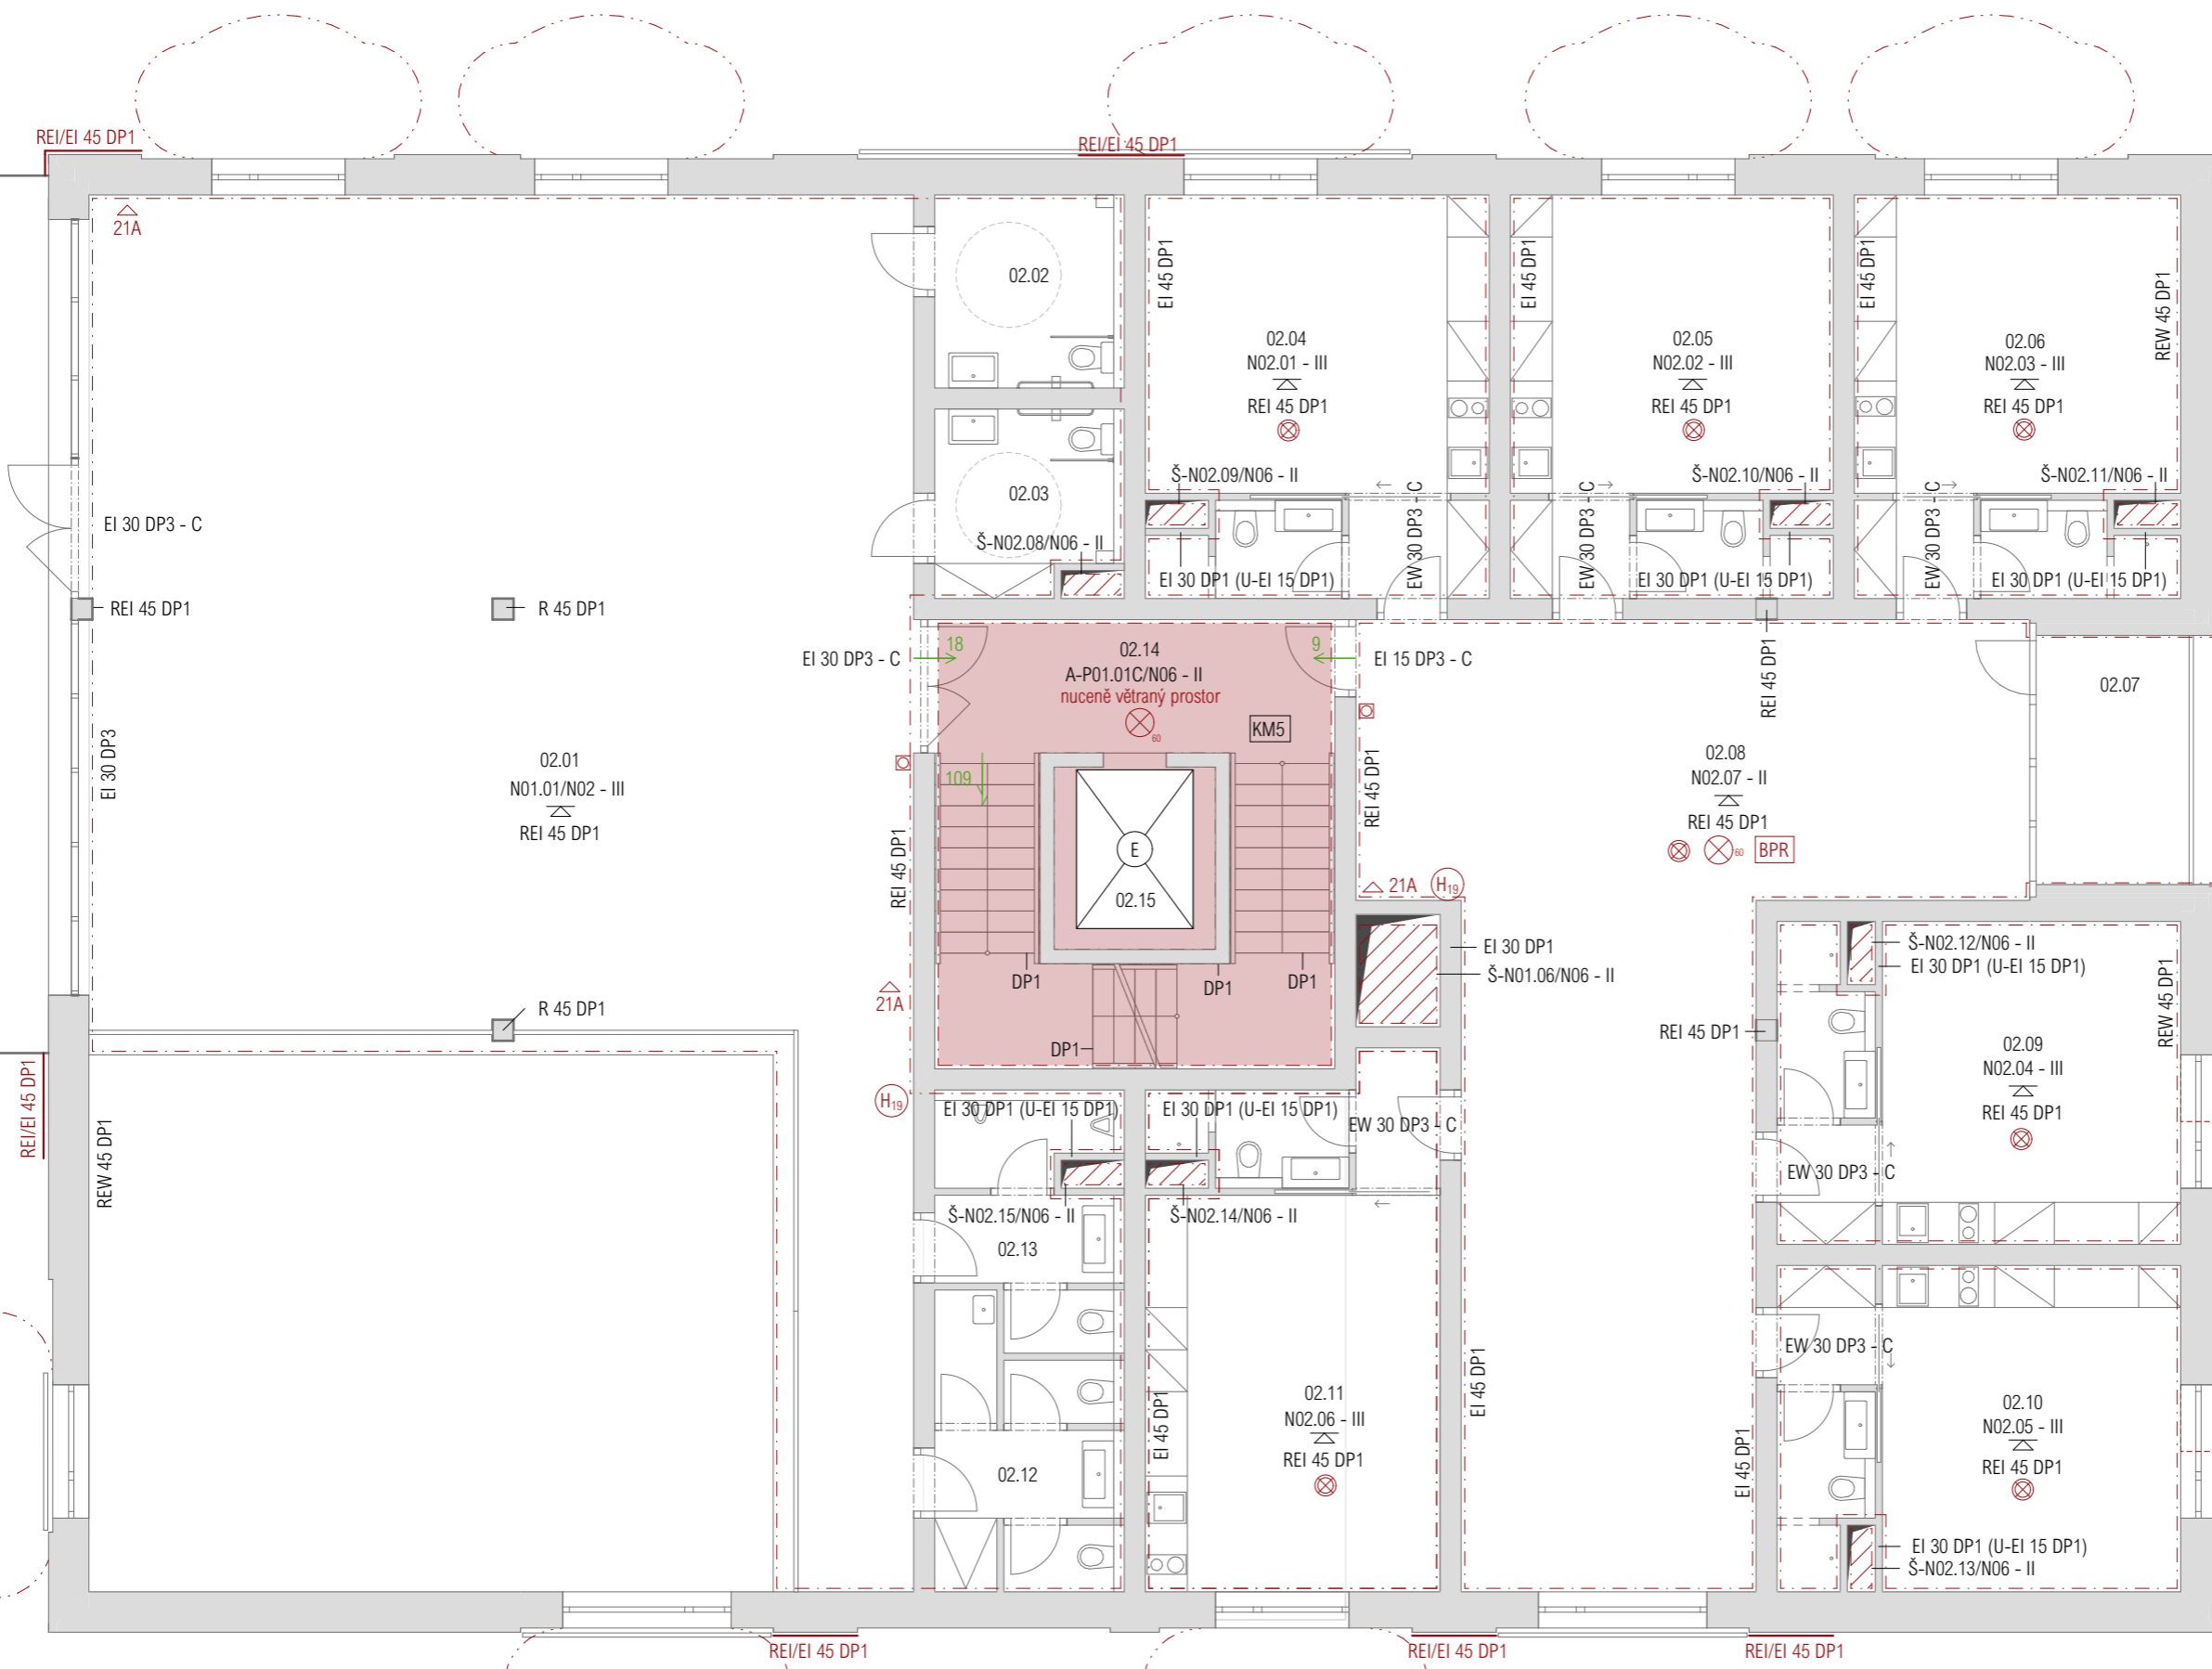 REI/EI 45 DP1
REI/EI 45 DP1
21A
02.02
EI 45 DP1
EI 45 DP1
EI 45 DP1
REW 45 DP1
02.04
N02.01 - III
REI 45 DP1
02.05
N02.02 - III
REI 45 DP1
02.06
N02.03 - III
REI 45 DP1
02.03
Š-N02.09/N06 - II
Š-N02.10/N06 - II
Š-N02.11/N06 - II
EI 30 DP3 - C
Š-N02.08/N06 - II
EW 30 DP3 - C
EW 30 DP3 - C
EW 30 DP3 - C
EI 30 DP1 (U-EI 15 DP1)
EI 30 DP1 (U-EI 15 DP1)
EI 30 DP1 (U-EI 15 DP1)
REI 45 DP1
R 45 DP1
EI 30 DP3 - C
18
02.14
A-P01.01C/N06 - II
nuceně větraný prostor
60
9
EI 15 DP3 - C
REI 45 DP1
02.07
KM5
EI 30 DP3
02.01
N01.01/N02 - III
REI 45 DP1
109
REI 45 DP1
REI 45 DP1
02.08
N02.07 - II
REI 45 DP1
60
BPR
E
02.15
21A
H19
EI 30 DP1
Š-N01.06/N06 - II
Š-N02.12/N06 - II
EI 30 DP1 (U-EI 15 DP1)
REW 45 DP1
DP1
DP1
DP1
21A
R 45 DP1
DP1
REI 45 DP1
02.09
N02.04 - III
REI 45 DP1
REI/EI 45 DP1
REW 45 DP1
H19
EI 30 DP1 (U-EI 15 DP1)
EI 30 DP1 (U-EI 15 DP1)
EW 30 DP3 - C
EW 30 DP3 - C
Š-N02.15/N06 - II
Š-N02.14/N06 - II
02.13
EW 30 DP3 - C
EI 45 DP1
EI 45 DP1
EI 45 DP1
02.11
N02.06 - III
REI 45 DP1
02.10
N02.05 - III
REI 45 DP1
02.12
EI 30 DP1 (U-EI 15 DP1)
Š-N02.13/N06 - II
REI/EI 45 DP1
REI/EI 45 DP1
REI/EI 45 DP1